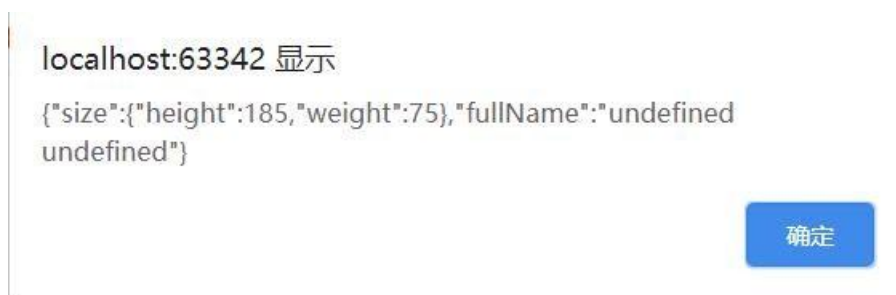 localhost:63342 显示
{"size":{"height":185,"weight":75},"fullName":"undefined
undefined"}
确定